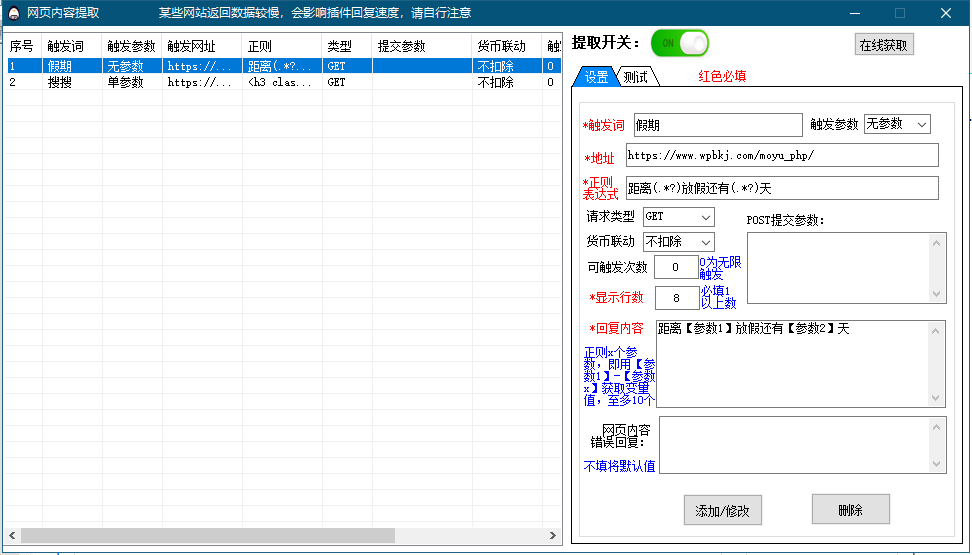 网页内容提取 某些网站返回数据较慢，会影响插件回复速度，请自行注意
序号 触发词 触发参数 触发网址 正则 类型 提交参数 货币联动
1 假期 无参数 https://... 距离(.*?... GET 不扣除 0
2 搜搜 单参数 https://... <h3 clas... GET 不扣除 0
提取开关： ON 在线获取
设置 测试 红色必填
*触发词 假期 触发参数 无参数
*地址 https://www.wpbkj.com/moyu_php/
*正则
表达式 距离(.*?)放假还有(.*?)天
请求类型 GET POST提交参数：
货币联动 不扣除
可触发次数 0 0为无限
触发
*显示行数 8 必填1
以上数
*回复内容 距离【参数1】放假还有【参数2】天
正则x个参
数，即用【参
数1】-【参数
x】获取变量
值，至多10个
网页内容
错误回复：
不填将默认值
添加/修改 删除